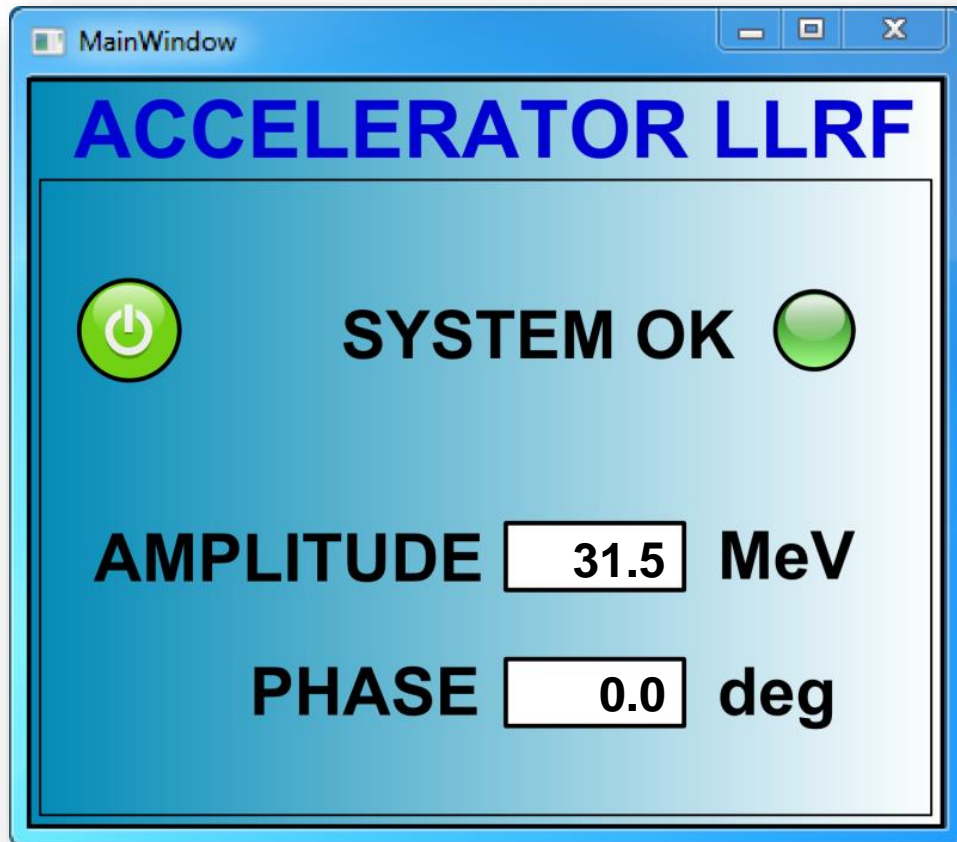 MainWindow
ACCELERATOR LLRF
SYSTEM OK
AMPLITUDE 31.5 MeV
PHASE 0.0 deg